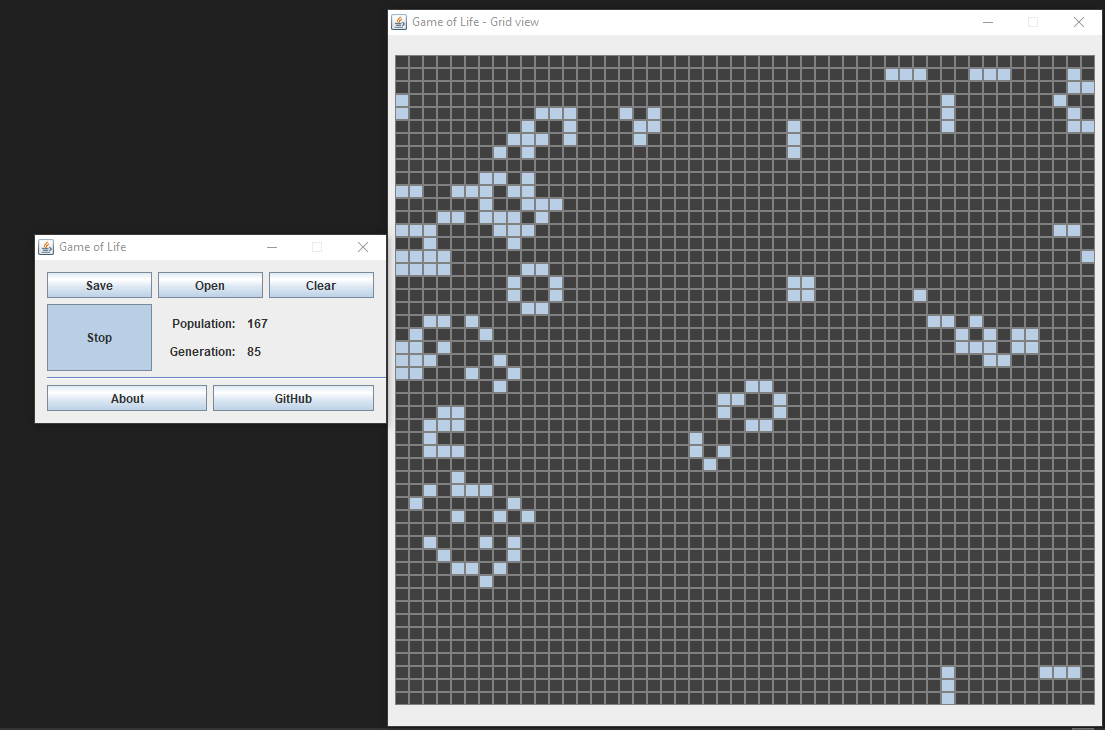 Game of Life - Grid view
Game of Life
Save Open Clear
Stop
Population: 167
Generation: 85
About GitHub